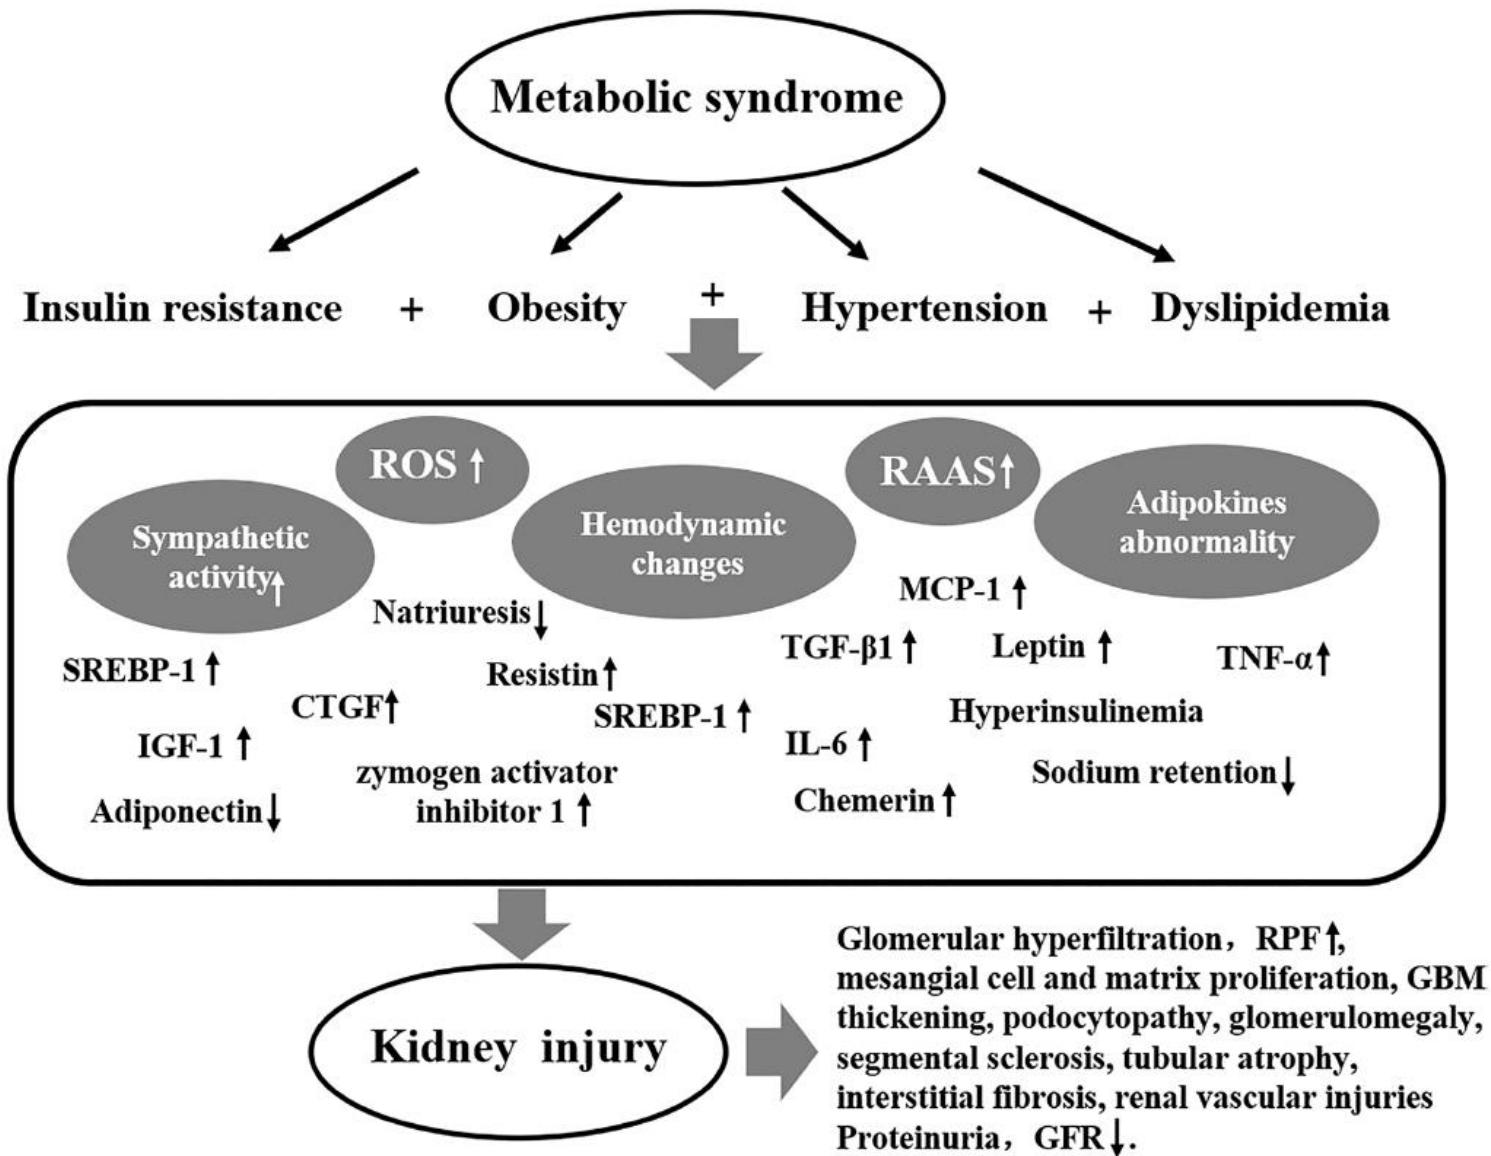 Metabolic syndrome
Insulin resistance + Obesity + Hypertension + Dyslipidemia
ROS ↑
RAAS↑
Sympathetic
activity↑
Hemodynamic
changes
Adipokines
abnormality
Natriuresis↓
MCP-1 ↑
SREBP-1 ↑
Resistin↑
TGF-β1 ↑
Leptin ↑
TNF-α↑
CTGF↑
SREBP-1 ↑
Hyperinsulinemia
IGF-1 ↑
IL-6 ↑
zymogen activator
inhibitor 1 ↑
Sodium retention↓
Adiponectin↓
Chemerin↑
Kidney injury
Glomerular hyperfiltration，RPF↑,
mesangial cell and matrix proliferation, GBM
thickening, podocytopathy, glomerulomegaly,
segmental sclerosis, tubular atrophy,
interstitial fibrosis, renal vascular injuries
Proteinuria，GFR↓.